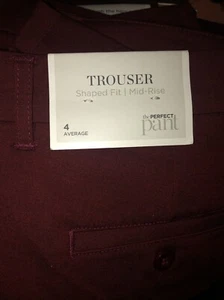 TROUSER
Shaped Fit | Mid-Rise
4
AVERAGE
the PERFECT
pant